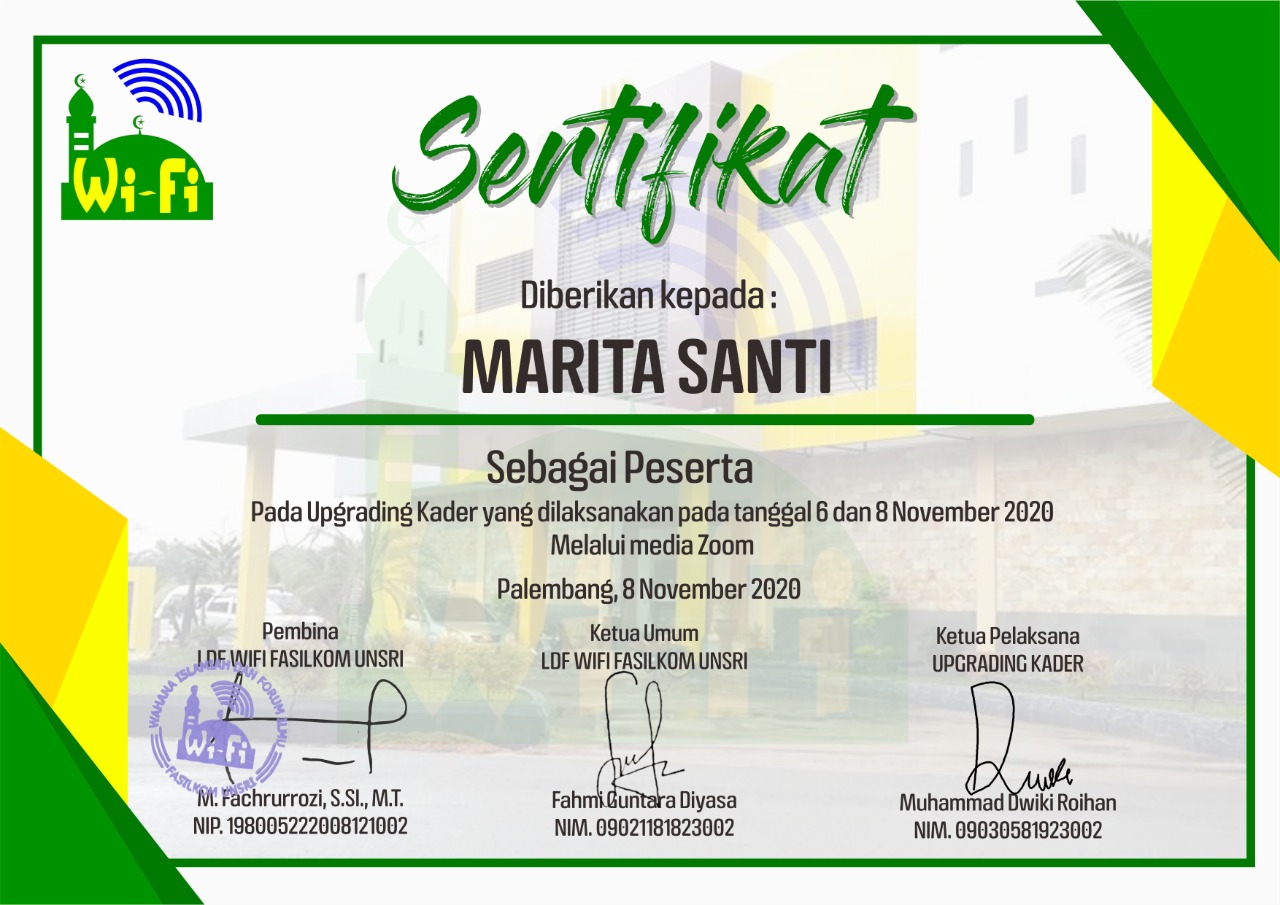 Wi-Fi
Sertifikat
Diberikan kepada :
MARITA SANTI
Sebagai Peserta
Pada Upgrading Kader yang dilaksanakan pada tanggal 6 dan 8 November 2020
Melalui media Zoom
Palembang, 8 November 2020
Pembina
LDF WIFI FASILKOM UNSRI
WAHANA ISLAMIAH DAN FORUM ILMU
Wi-Fi
FASILKOM UNSRI
M. Fachrurrozi, S.SI., M.T.
NIP. 198005222008121002
Ketua Umum
LDF WIFI FASILKOM UNSRI
Fahmi Guntara Diyasa
NIM. 09021181823002
Ketua Pelaksana
UPGRADING KADER
Dwiki
Muhammad Dwiki Roihan
NIM. 09030581923002